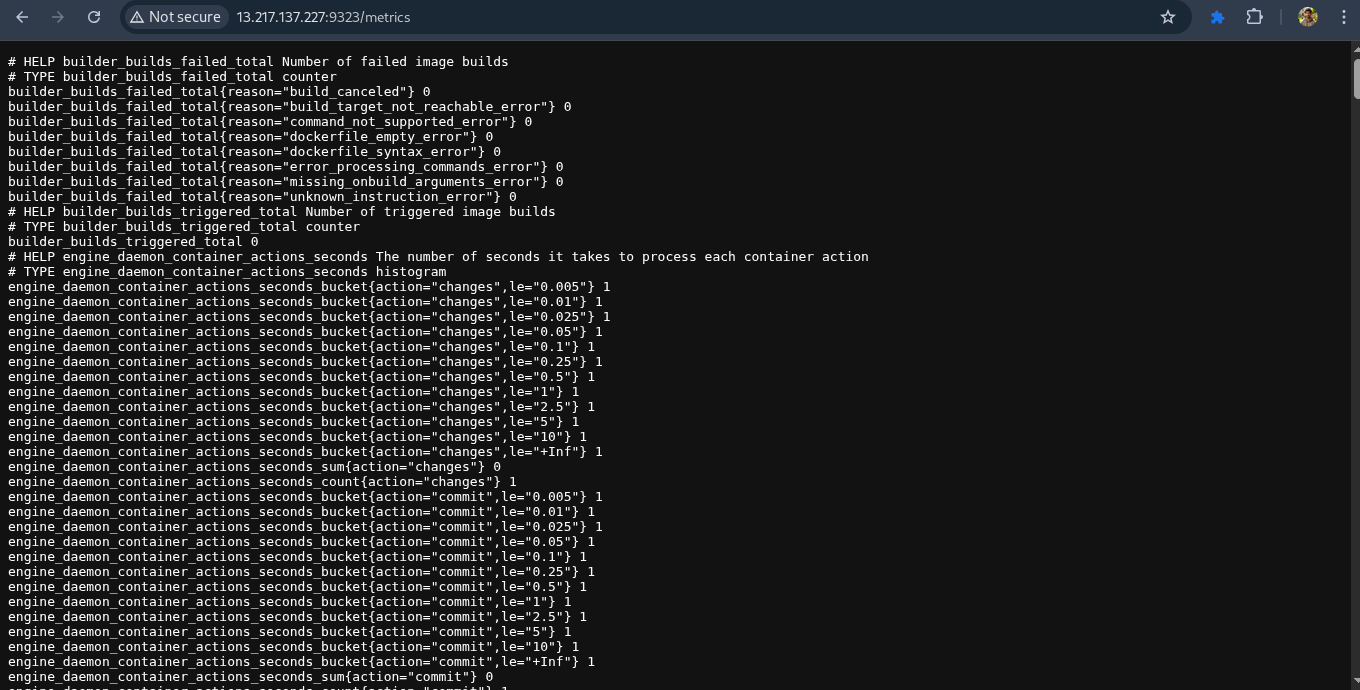 Not secure
13.217.137.227:9323/metrics
# HELP builder_builds_failed_total Number of failed image builds
# TYPE builder_builds_failed_total counter
builder_builds_failed_total{reason="build_canceled"} 0
builder_builds_failed_total{reason="build_target_not_reachable_error"} 0
builder_builds_failed_total{reason="command_not_supported_error"} 0
builder_builds_failed_total{reason="dockerfile_empty_error"} 0
builder_builds_failed_total{reason="dockerfile_syntax_error"} 0
builder_builds_failed_total{reason="error_processing_commands_error"} 0
builder_builds_failed_total{reason="missing_onbuild_arguments_error"} 0
builder_builds_failed_total{reason="unknown_instruction_error"} 0
# HELP builder_builds_triggered_total Number of triggered image builds
# TYPE builder_builds_triggered_total counter
builder_builds_triggered_total 0
# HELP engine_daemon_container_actions_seconds The number of seconds it takes to process each container action
# TYPE engine_daemon_container_actions_seconds histogram
engine_daemon_container_actions_seconds_bucket{action="changes",le="0.005"} 1
engine_daemon_container_actions_seconds_bucket{action="changes",le="0.01"} 1
engine_daemon_container_actions_seconds_bucket{action="changes",le="0.025"} 1
engine_daemon_container_actions_seconds_bucket{action="changes",le="0.05"} 1
engine_daemon_container_actions_seconds_bucket{action="changes",le="0.1"} 1
engine_daemon_container_actions_seconds_bucket{action="changes",le="0.25"} 1
engine_daemon_container_actions_seconds_bucket{action="changes",le="0.5"} 1
engine_daemon_container_actions_seconds_bucket{action="changes",le="1"} 1
engine_daemon_container_actions_seconds_bucket{action="changes",le="2.5"} 1
engine_daemon_container_actions_seconds_bucket{action="changes",le="5"} 1
engine_daemon_container_actions_seconds_bucket{action="changes",le="10"} 1
engine_daemon_container_actions_seconds_bucket{action="changes",le="+Inf"} 1
engine_daemon_container_actions_seconds_sum{action="changes"} 0
engine_daemon_container_actions_seconds_count{action="changes"} 1
engine_daemon_container_actions_seconds_bucket{action="commit",le="0.005"} 1
engine_daemon_container_actions_seconds_bucket{action="commit",le="0.01"} 1
engine_daemon_container_actions_seconds_bucket{action="commit",le="0.025"} 1
engine_daemon_container_actions_seconds_bucket{action="commit",le="0.05"} 1
engine_daemon_container_actions_seconds_bucket{action="commit",le="0.1"} 1
engine_daemon_container_actions_seconds_bucket{action="commit",le="0.25"} 1
engine_daemon_container_actions_seconds_bucket{action="commit",le="0.5"} 1
engine_daemon_container_actions_seconds_bucket{action="commit",le="1"} 1
engine_daemon_container_actions_seconds_bucket{action="commit",le="2.5"} 1
engine_daemon_container_actions_seconds_bucket{action="commit",le="5"} 1
engine_daemon_container_actions_seconds_bucket{action="commit",le="10"} 1
engine_daemon_container_actions_seconds_bucket{action="commit",le="+Inf"} 1
engine_daemon_container_actions_seconds_sum{action="commit"} 0